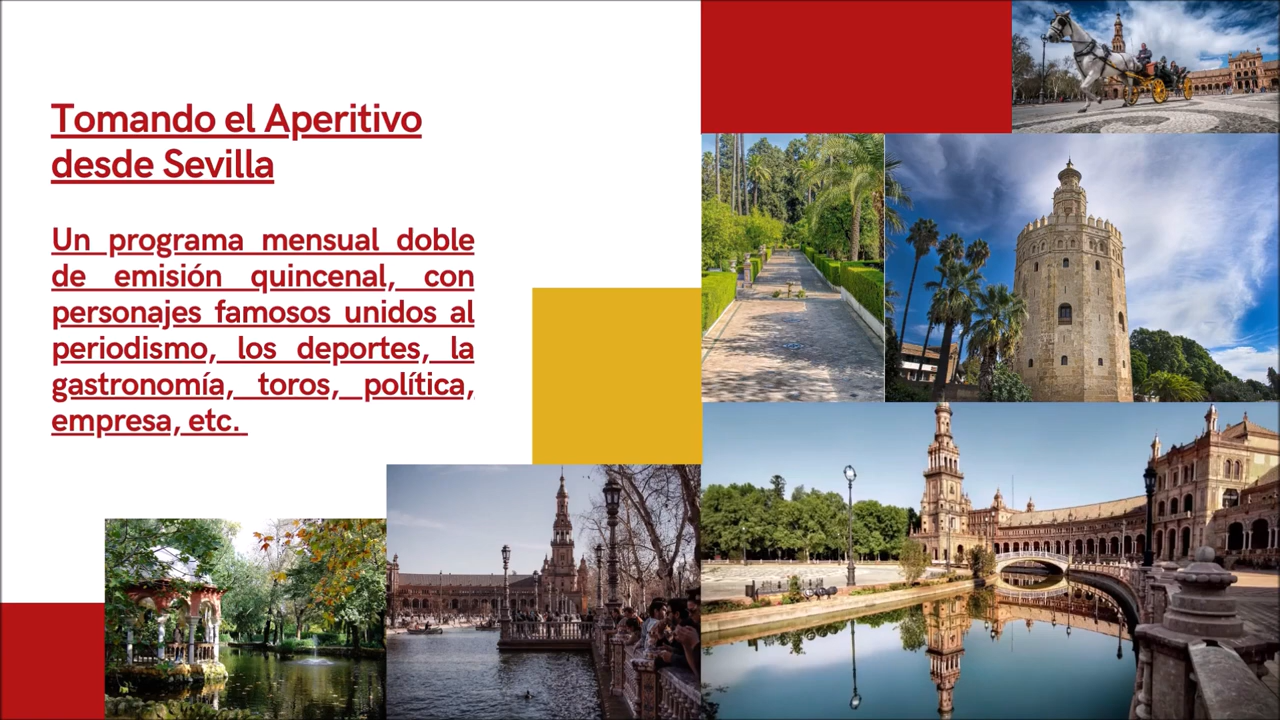 Tomando el Aperitivo
desde Sevilla
Un programa mensual doble
de emisión quincenal, con
personajes famosos unidos al
periodismo, los deportes, la
gastronomía, toros, política,
empresa, etc.